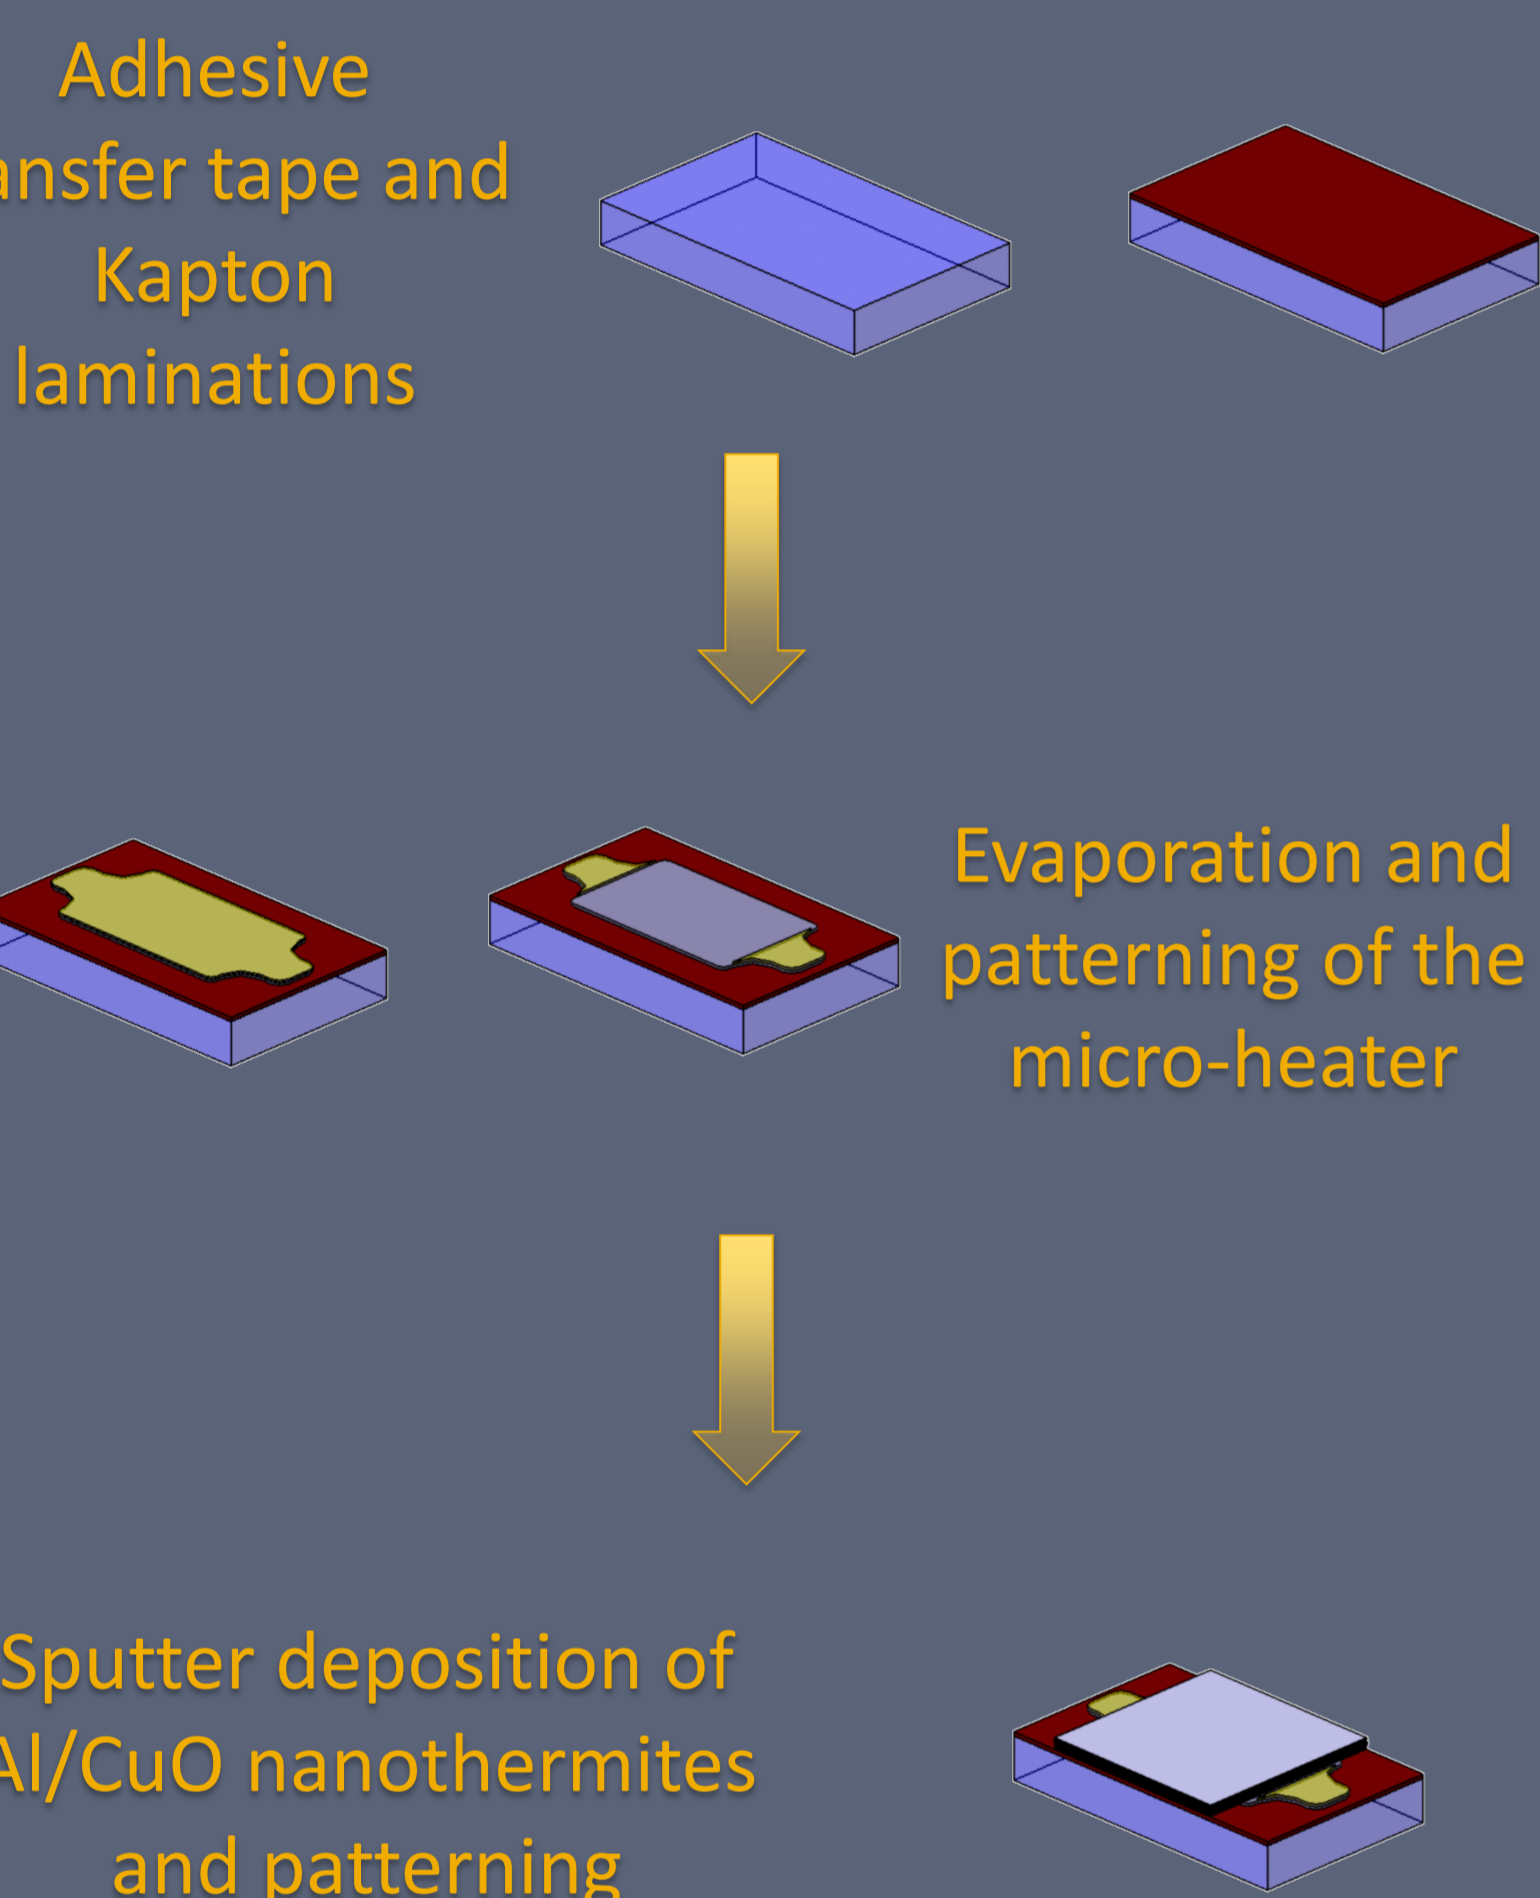 Adhesive
ansfer tape and
Kapton
laminations
Evaporation and
patterning of the
micro-heater
Sputter deposition of
Al/CuO nanothermites
and patterning